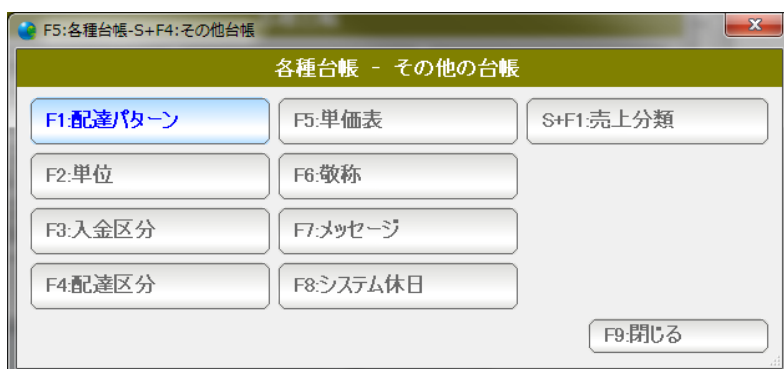 F5:各種台帳-S+F4:その他台帳
各種台帳 - その他の台帳
F1:配達パターン
F5:単価表
S+F1:売上分類
F2:単位
F6:敬称
F3:入金区分
F7:メッセージ
F4:配達区分
F8:システム休日
F9:閉じる